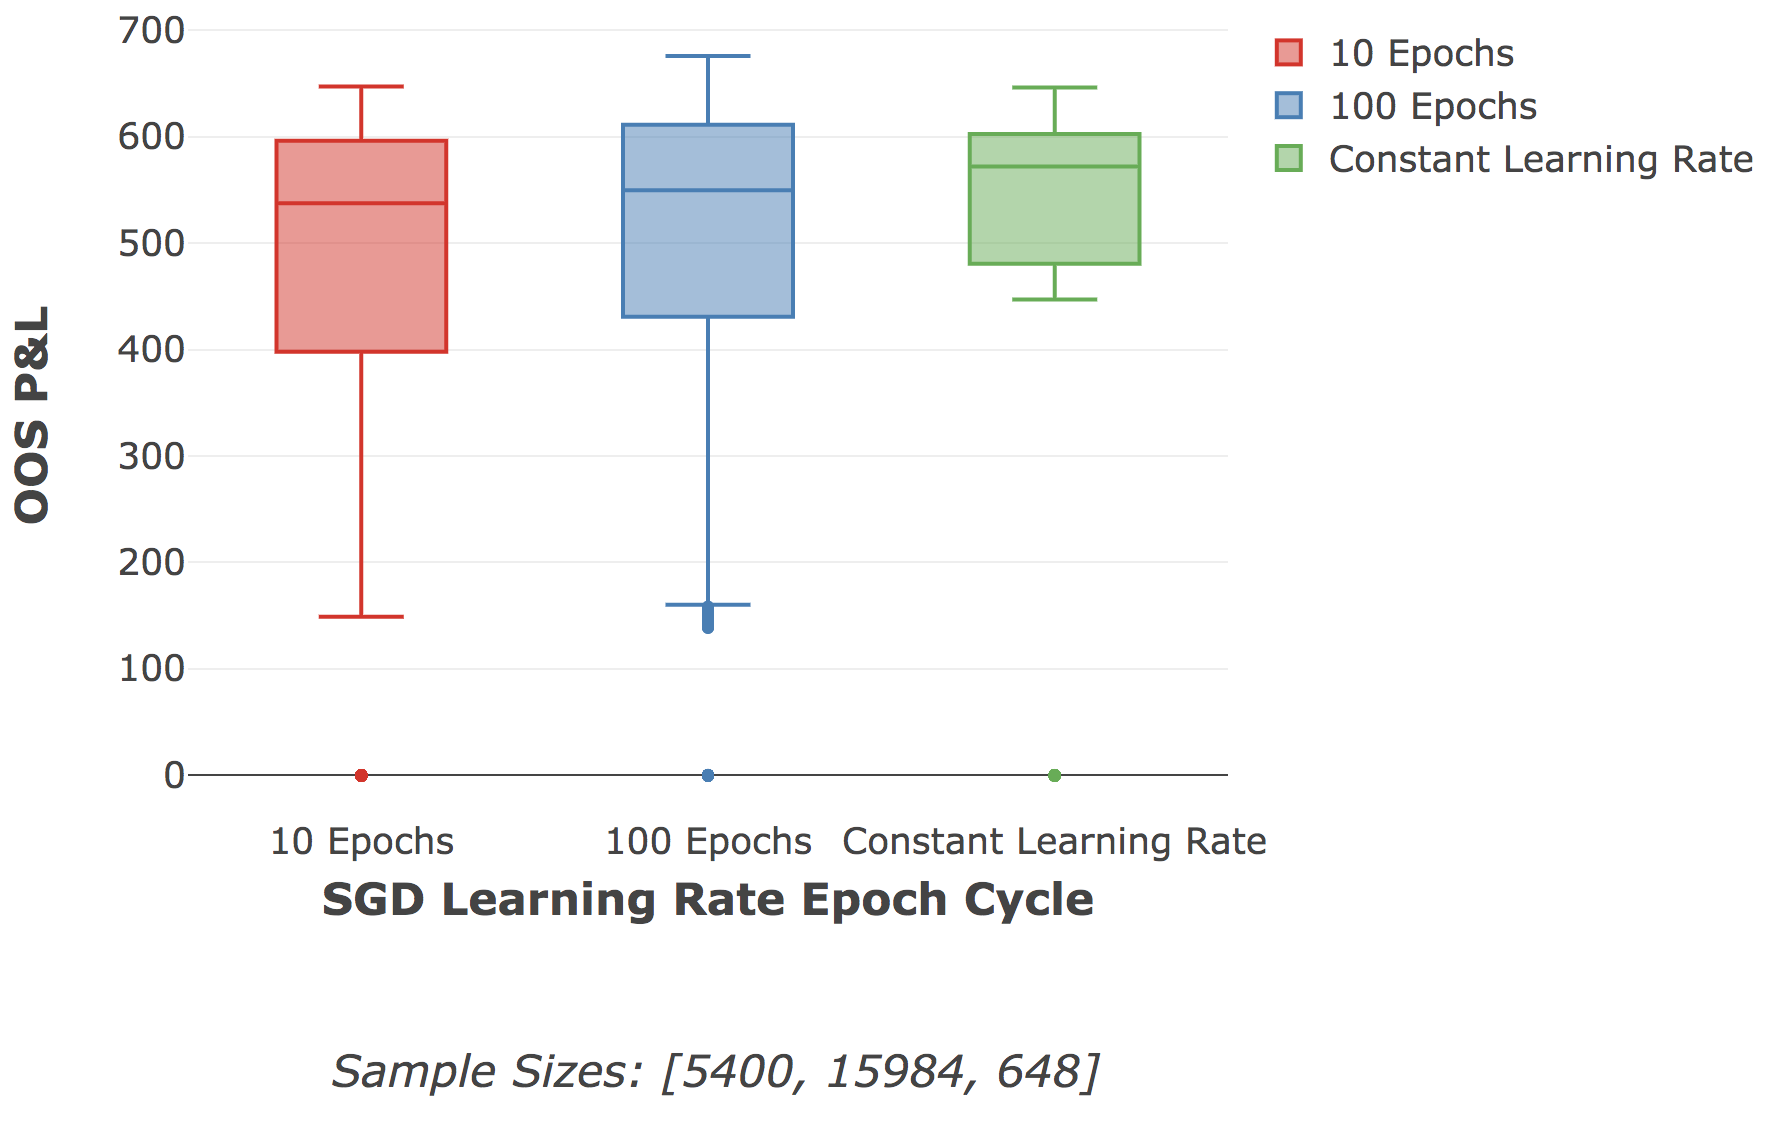 700
600
500
400
300
200
100
0
OOS P&L
10 Epochs
100 Epochs
Constant Learning Rate
10 Epochs 100 Epochs Constant Learning Rate
SGD Learning Rate Epoch Cycle
Sample Sizes: [5400, 15984, 648]